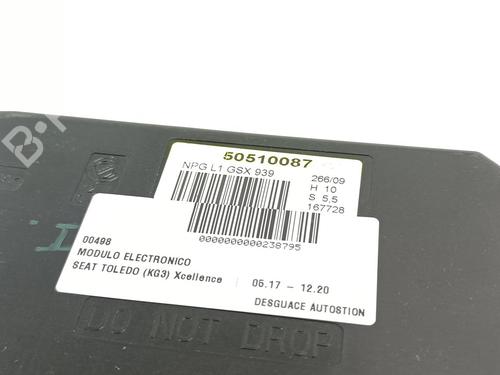 50510087
NPG L1 GSX 939
266/09
H 10
S 5,5
167728
0000000000238795
00498
MODULO ELECTRONICO
SEAT TOLEDO (KG3) Xcellence
05.17 – 12.20
DESGUACE AUTOSTION
DO NOT DROP